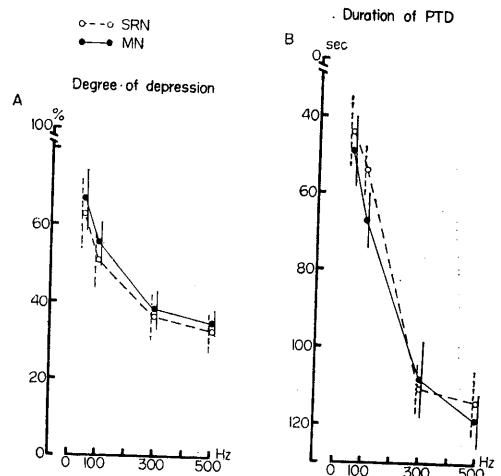 SRN
MN
Degree of depression
A
%
100
60
40
20
0
0 100 300 500 Hz
Duration of PTD
B
0 sec
40
60
80
100
120
0 100 300 500 Hz